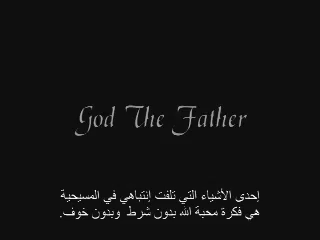 God The Father
إحدى الأشياء التي تلفت إنتباهي في المسيحية
هي فكرة محبة الله بدون شرط وبدون خوف.